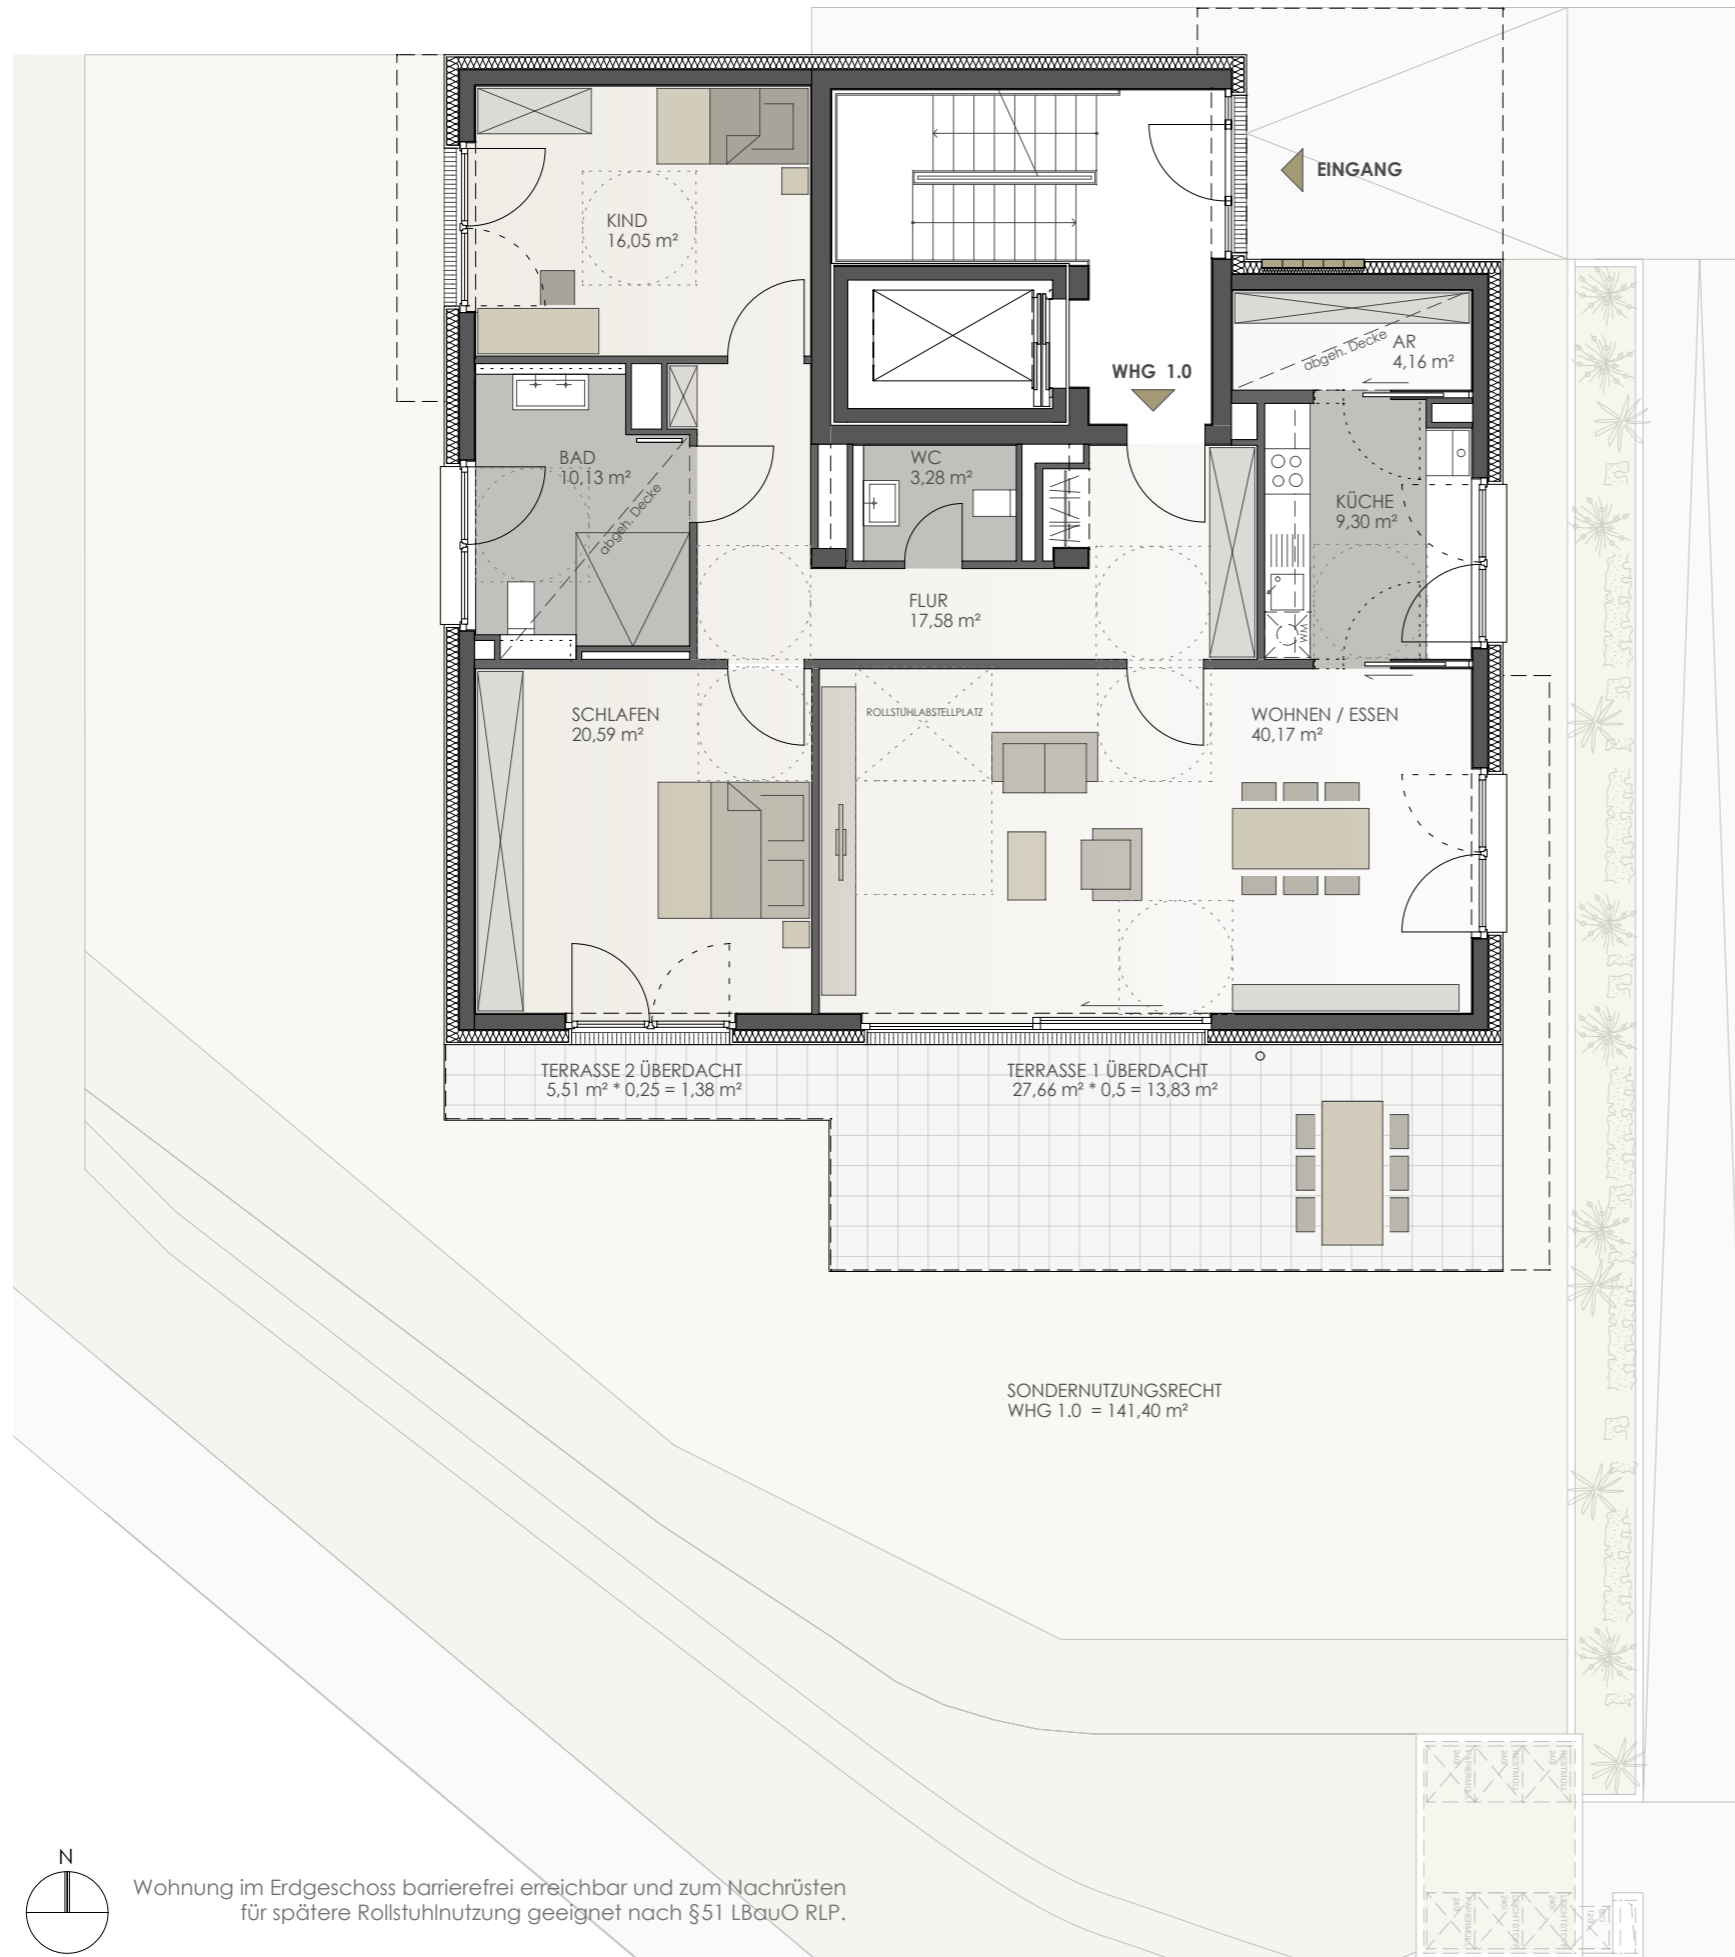 EINGANG
KIND
16,05 m²
abgeh. Decke
AR
4,16 m²
WHG 1.0
BAD
10,13 m²
abgeh. Decke
WC
3,28 m²
KÜCHE
9,30 m²
FLUR
17,58 m²
WM
SCHLAFEN
20,59 m²
ROLLSTUHLABSTELLPLATZ
WOHNEN / ESSEN
40,17 m²
TERRASSE 2 ÜBERDACHT
5,51 m² * 0,25 = 1,38 m²
TERRASSE 1 ÜBERDACHT
27,66 m² * 0,5 = 13,83 m²
SONDERNUTZUNGSRECHT
WHG 1.0 = 141,40 m²
N
Wohnung im Erdgeschoss barrierefrei erreichbar und zum Nachrüsten
für spätere Rollstuhlnutzung geeignet nach §51 LBauO RLP.